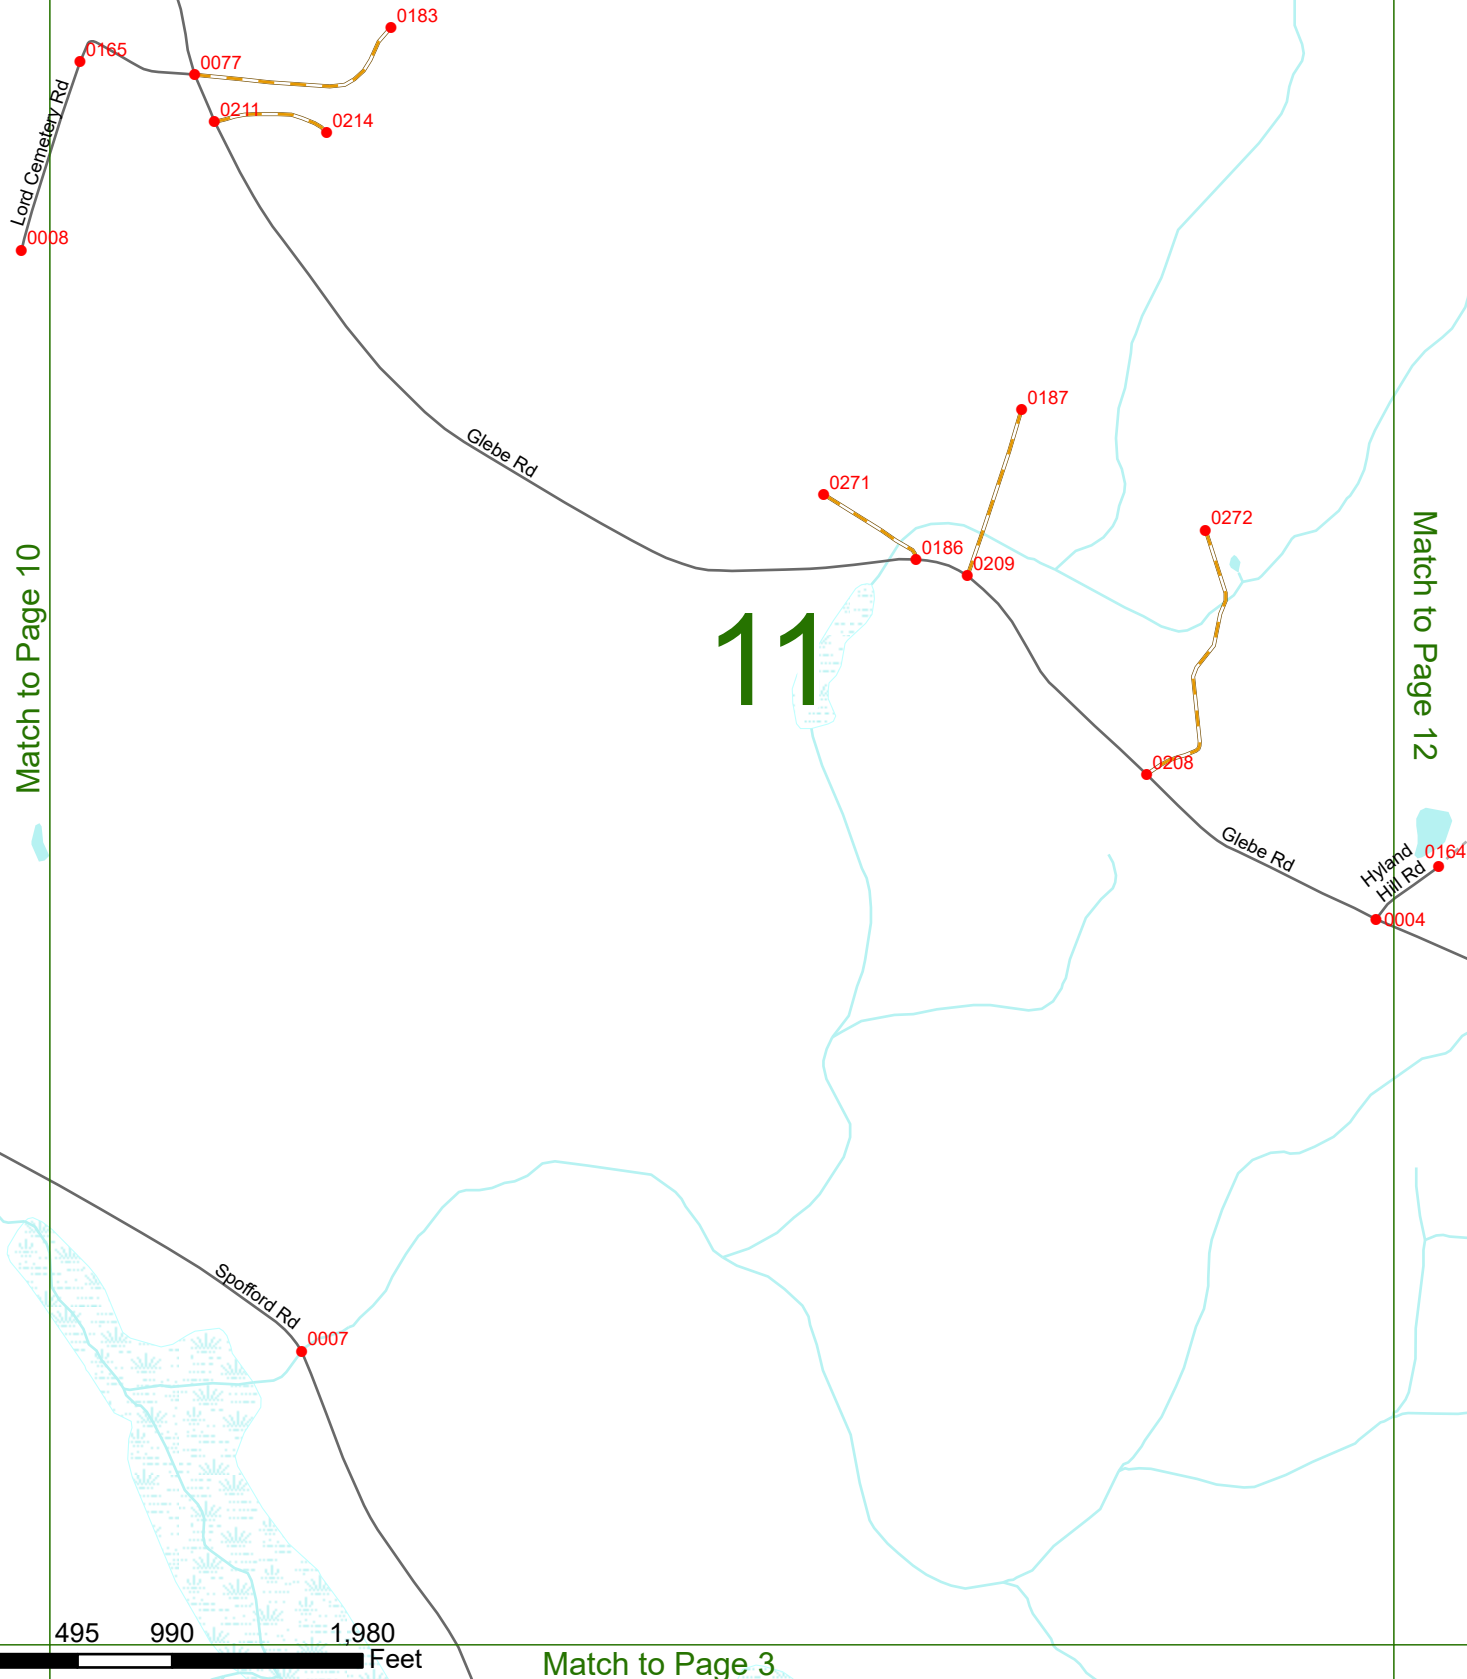 0183
0165
0077
0211
0214
Lord Cemetery Rd
0008
0187
Glebe Rd
0271
0272
0186
0209
Match to Page 10
11
Match to Page 12
0208
Glebe Rd
Hyland
Hill Rd
0164
0004
Spofford Rd
0007
495 990 1,980
Feet
Match to Page 3